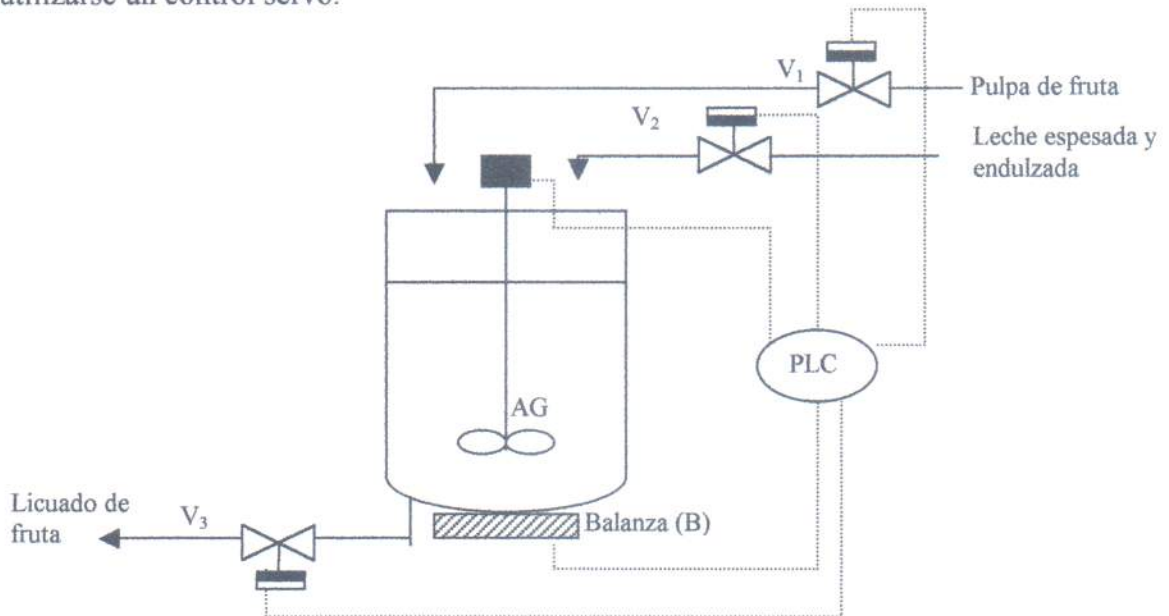 utilizarse un control servo.
V₁
Pulpa de fruta
V₂
Leche espesada y
endulzada
PLC
AG
Licuado de
fruta
V₃
Balanza (B)